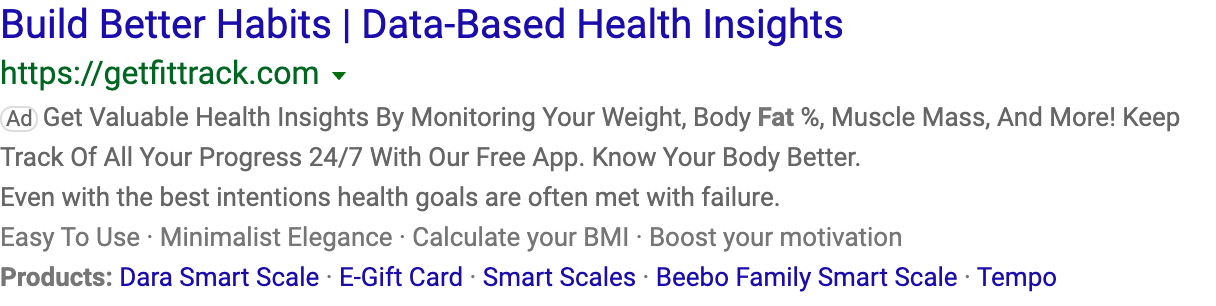 Build Better Habits | Data-Based Health Insights
https://getfittrack.com
Ad Get Valuable Health Insights By Monitoring Your Weight, Body Fat %, Muscle Mass, And More! Keep
Track Of All Your Progress 24/7 With Our Free App. Know Your Body Better.
Even with the best intentions health goals are often met with failure.
Easy To Use · Minimalist Elegance · Calculate your BMI · Boost your motivation
Products: Dara Smart Scale · E-Gift Card · Smart Scales · Beebo Family Smart Scale · Tempo